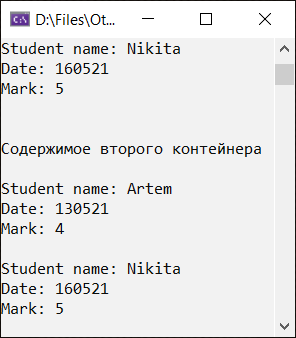 D:\Files\Ot...
Student name: Nikita
Date: 160521
Mark: 5
Содержимое второго контейнера
Student name: Artem
Date: 130521
Mark: 4
Student name: Nikita
Date: 160521
Mark: 5